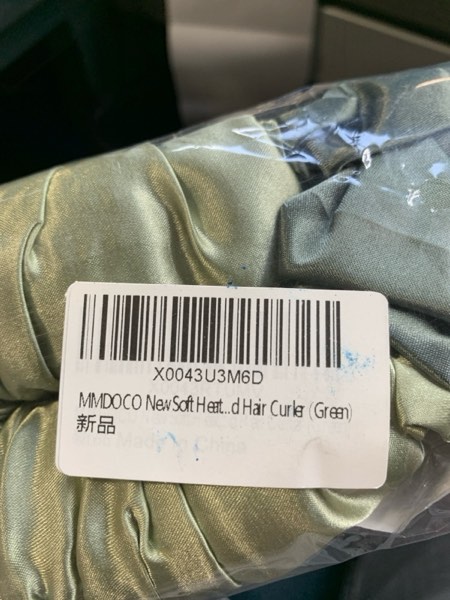 X0043U3M6D
MMDOCO New Soft Heat...d Hair Curler (Green)
新品
Made in China